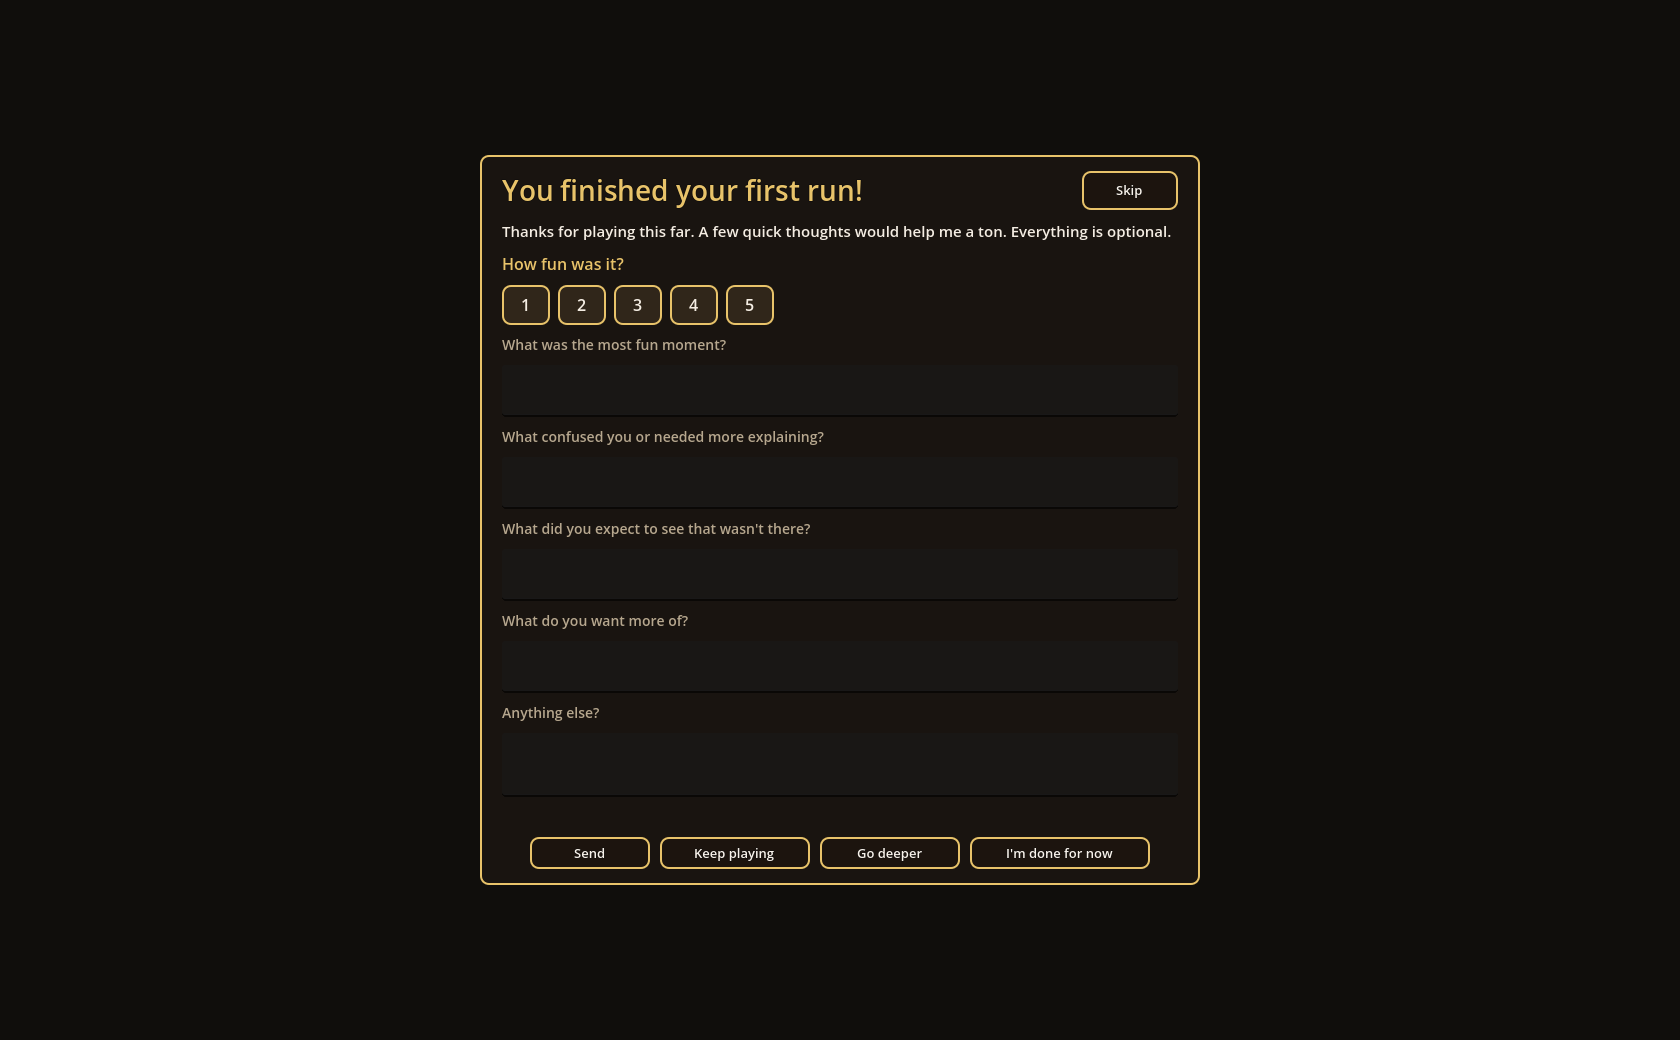 You finished your first run!
Skip
Thanks for playing this far. A few quick thoughts would help me a ton. Everything is optional.
How fun was it?
1 2 3 4 5
What was the most fun moment?
What confused you or needed more explaining?
What did you expect to see that wasn't there?
What do you want more of?
Anything else?
Send Keep playing Go deeper I'm done for now